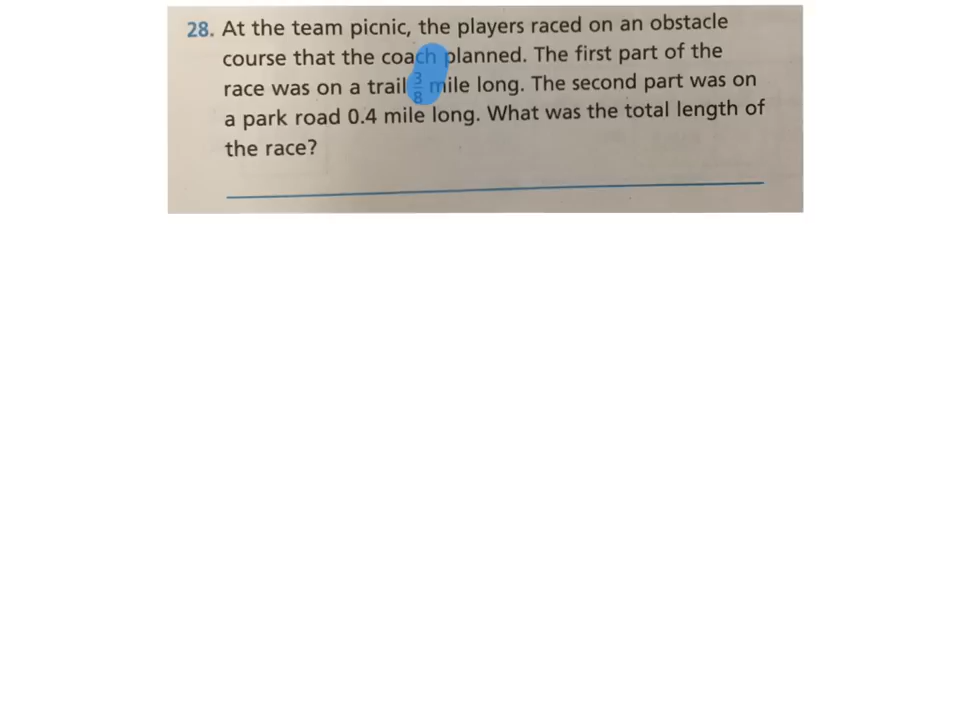 28. At the team picnic, the players raced on an obstacle
course that the coach planned. The first part of the
race was on a trail 3/8 mile long. The second part was on
a park road 0.4 mile long. What was the total length of
the race?